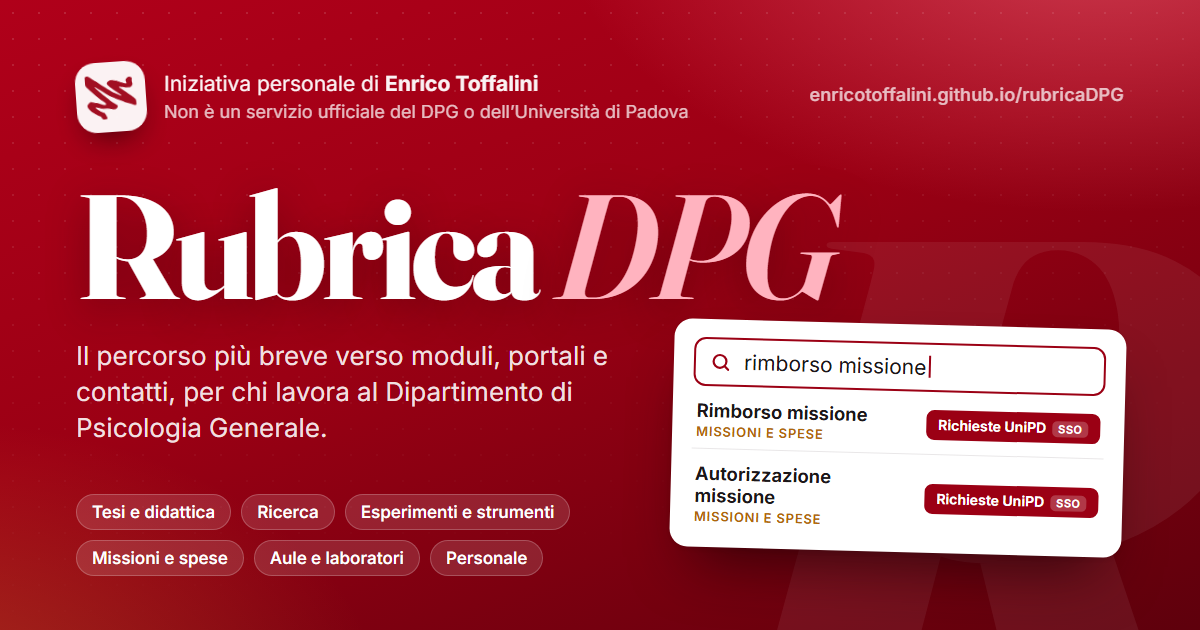 Iniziativa personale di Enrico Toffalini
Non è un servizio ufficiale del DPG o dell’Università di Padova
enricotoffalini.github.io/rubricaDPG
Rubrica DPG
Il percorso più breve verso moduli, portali e
contatti, per chi lavora al Dipartimento di
Psicologia Generale.
Tesi e didattica
Ricerca
Esperimenti e strumenti
Missioni e spese
Aule e laboratori
Personale
rimborso missione
Rimborso missione
MISSIONI E SPESE
Richieste UniPD SSO
Autorizzazione
missione
MISSIONI E SPESE
Richieste UniPD SSO